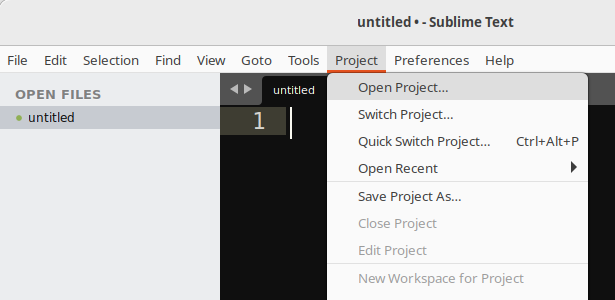 untitled • - Sublime Text
File Edit Selection Find View Goto Tools Project Preferences Help
OPEN FILES
untitled
untitled
1
Open Project...
Switch Project...
Quick Switch Project... Ctrl+Alt+P
Open Recent
Save Project As...
Close Project
Edit Project
New Workspace for Project